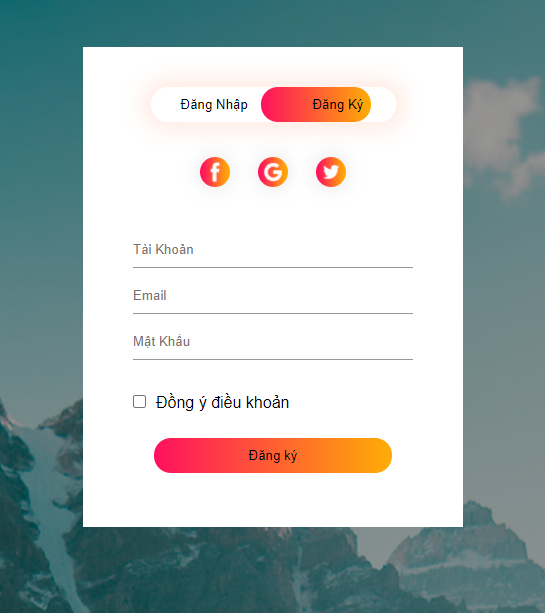 Đăng Nhập Đăng Ký
f G
Tài Khoản
Email
Mật Khẩu
Đồng ý điều khoản
Đăng ký